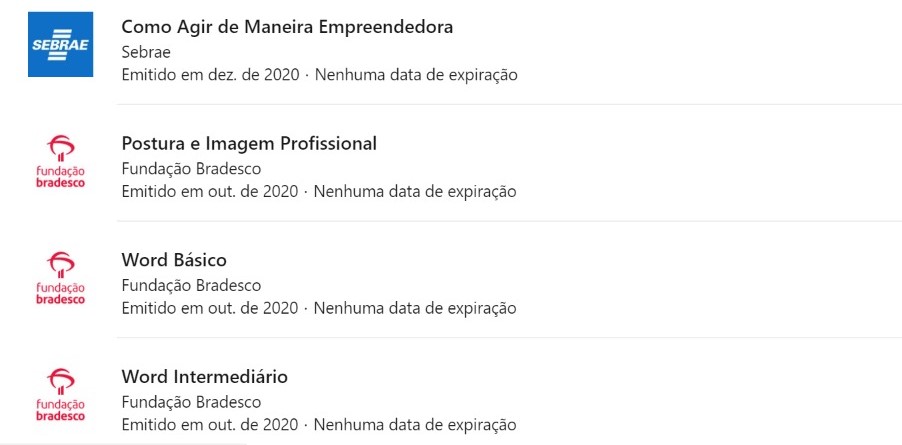 SEBRAE
Como Agir de Maneira Empreendedora
Sebrae
Emitido em dez. de 2020 · Nenhuma data de expiração
fundação
bradesco
Postura e Imagem Profissional
Fundação Bradesco
Emitido em out. de 2020 · Nenhuma data de expiração
fundação
bradesco
Word Básico
Fundação Bradesco
Emitido em out. de 2020 · Nenhuma data de expiração
fundação
bradesco
Word Intermediário
Fundação Bradesco
Emitido em out. de 2020 · Nenhuma data de expiração